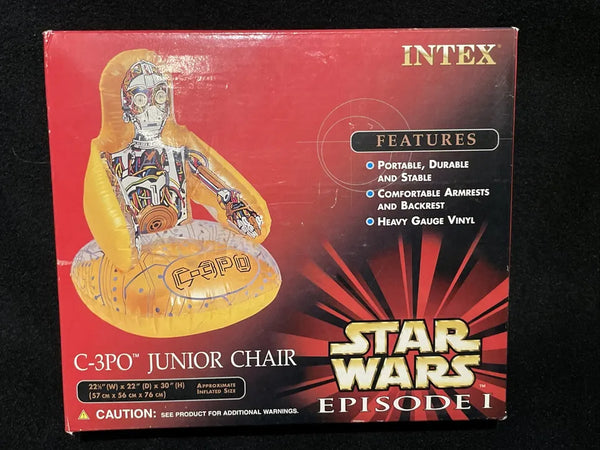 INTEX®
FEATURES
PORTABLE, DURABLE
AND STABLE
COMFORTABLE ARMRESTS
AND BACKREST
HEAVY GAUGE VINYL
C-3PO
C-3PO™ JUNIOR CHAIR
22½" (W) x 22" (D) x 30" (H)
(57 CM x 56 CM x 76 CM)
APPROXIMATE
INFLATED SIZE
CAUTION: SEE PRODUCT FOR ADDITIONAL WARNINGS.
STAR
WARS™
EPISODE I